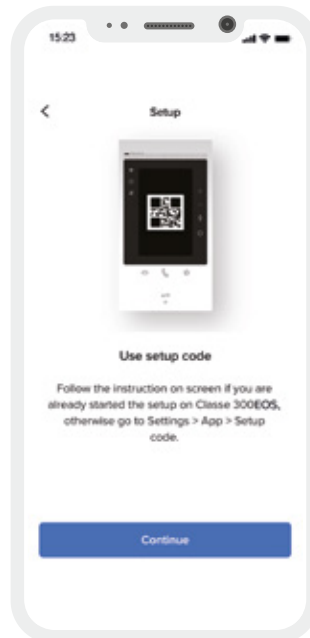 15:23
Setup
Use setup code
Follow the instruction on screen if you are
already started the setup on Classe 300EOS,
otherwise go to Settings > App > Setup
code.
Continue